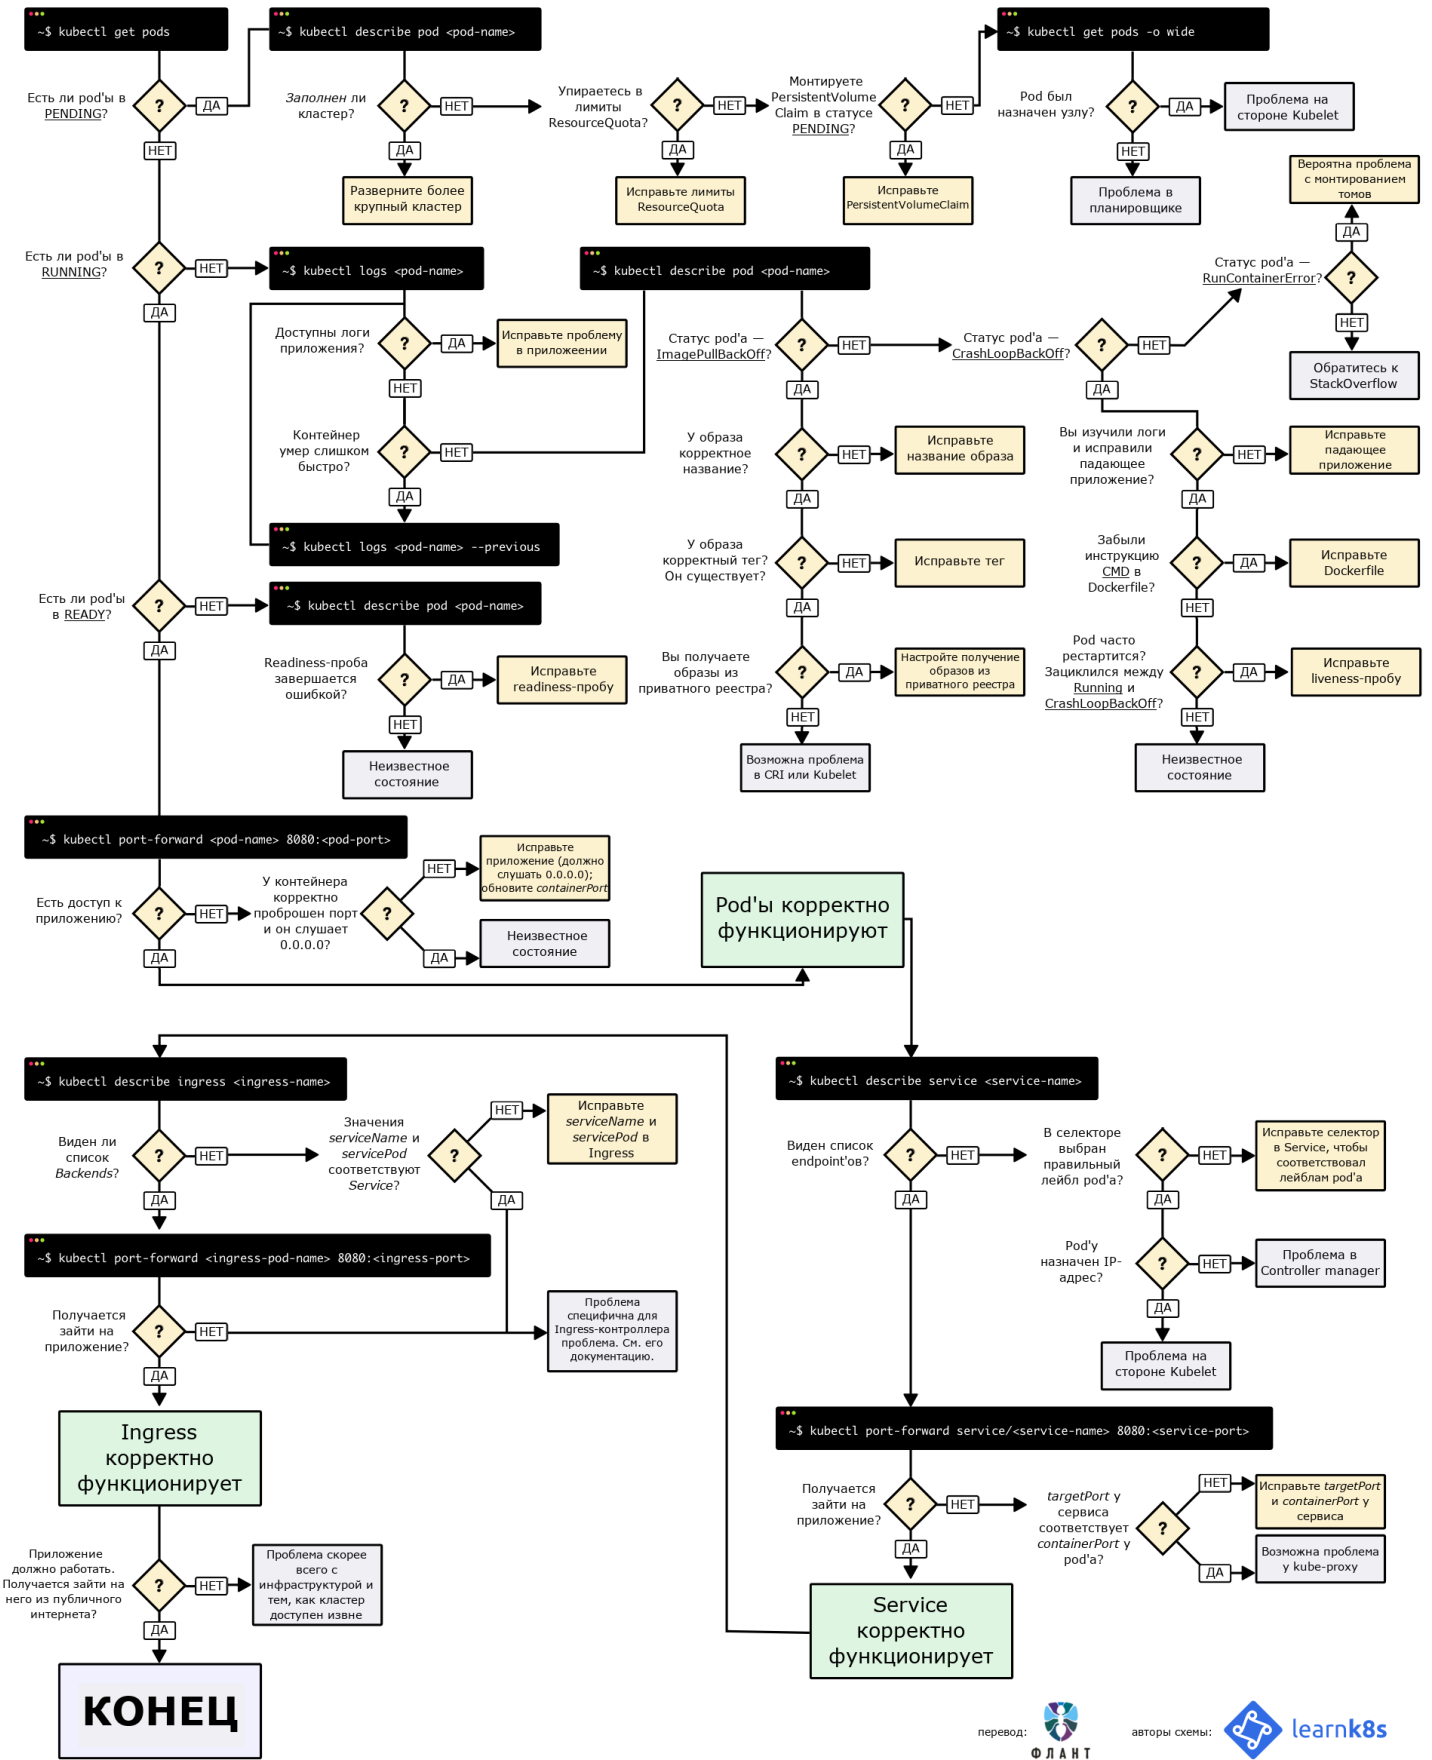 ~$ kubectl get pods
Есть ли pod'ы в
PENDING?
?
ДА
НЕТ
~$ kubectl describe pod <pod-name>
Заполнен ли
кластер?
?
НЕТ
ДА
Разверните более
крупный кластер
Упираетесь в
лимиты
ResourceQuota?
?
НЕТ
ДА
Исправьте лимиты
ResourceQuota
Монтируете
PersistentVolume
Claim в статусе
PENDING?
?
НЕТ
ДА
Исправьте
PersistentVolumeClaim
~$ kubectl get pods -o wide
Pod был
назначен узлу?
?
ДА
Проблема на
стороне Kubelet
НЕТ
Проблема в
планировщике
Есть ли pod'ы в
RUNNING?
?
НЕТ
ДА
~$ kubectl logs <pod-name>
Доступны логи
приложения?
?
ДА
Исправьте проблему
в приложеении
НЕТ
Контейнер
умер слишком
быстро?
?
НЕТ
ДА
~$ kubectl logs <pod-name> --previous
~$ kubectl describe pod <pod-name>
Статус pod'а —
ImagePullBackOff?
?
НЕТ
ДА
У образа
корректное
название?
?
НЕТ
Исправьте
название образа
ДА
У образа
корректный тег?
Он существует?
?
НЕТ
Исправьте тег
ДА
Вы получаете
образы из
приватного реестра?
?
ДА
Настройте получение
образов из
приватного реестра
НЕТ
Возможна проблема
в CRI или Kubelet
Статус pod'а —
CrashLoopBackOff?
?
НЕТ
ДА
Статус pod'а —
RunContainerError?
?
ДА
Вероятна проблема
с монтированием
томов
НЕТ
Обратитесь к
StackOverflow
Вы изучили логи
и исправили
падающее
приложение?
?
НЕТ
Исправьте
падающее
приложение
ДА
Забыли
инструкцию
CMD в
Dockerfile?
?
ДА
Исправьте
Dockerfile
НЕТ
Pod часто
рестартится?
Зациклился между
Running и
CrashLoopBackOff?
?
ДА
Исправьте
liveness-пробу
НЕТ
Неизвестное
состояние
Есть ли pod'ы
в READY?
?
НЕТ
ДА
~$ kubectl describe pod <pod-name>
Readiness-проба
завершается
ошибкой?
?
ДА
Исправьте
readiness-пробу
НЕТ
Неизвестное
состояние
~$ kubectl port-forward <pod-name> 8080:<pod-port>
Есть доступ к
приложению?
?
НЕТ
ДА
У контейнера
корректно
проброшен порт
и он слушает
0.0.0.0?
?
НЕТ
Исправьте
приложение (должно
слушать 0.0.0.0);
обновите containerPort
ДА
Неизвестное
состояние
Pod'ы корректно
функционируют
~$ kubectl describe service <service-name>
Виден список
endpoint'ов?
?
НЕТ
ДА
В селекторе
выбран
правильный
лейбл pod'а?
?
НЕТ
Исправьте селектор
в Service, чтобы
соответствовал
лейблам pod'а
ДА
Pod'у
назначен IP-
адрес?
?
НЕТ
Проблема в
Controller manager
ДА
Проблема на
стороне Kubelet
~$ kubectl port-forward service/<service-name> 8080:<service-port>
Получается
зайти на
приложение?
?
НЕТ
ДА
targetPort у
сервиса
соответствует
containerPort у
pod'а?
?
НЕТ
Исправьте targetPort
и containerPort у
сервиса
ДА
Возможна проблема
у kube-proxy
Service
корректно
функционирует
~$ kubectl describe ingress <ingress-name>
Виден ли
список
Backends?
?
НЕТ
ДА
Значения
serviceName и
servicePod
соответствуют
Service?
?
НЕТ
Исправьте
serviceName и
servicePod в
Ingress
ДА
~$ kubectl port-forward <ingress-pod-name> 8080:<ingress-port>
Получается
зайти на
приложение?
?
НЕТ
Проблема
специфична для
Ingress-контроллера
проблема. См. его
документацию.
ДА
Ingress
корректно
функционирует
Приложение
должно работать.
Получается зайти на
него из публичного
интернета?
?
НЕТ
Проблема скорее
всего с
инфраструктурой и
тем, как кластер
доступен извне
ДА
КОНЕЦ
перевод:
ФЛАНТ
авторы схемы:
learnk8s